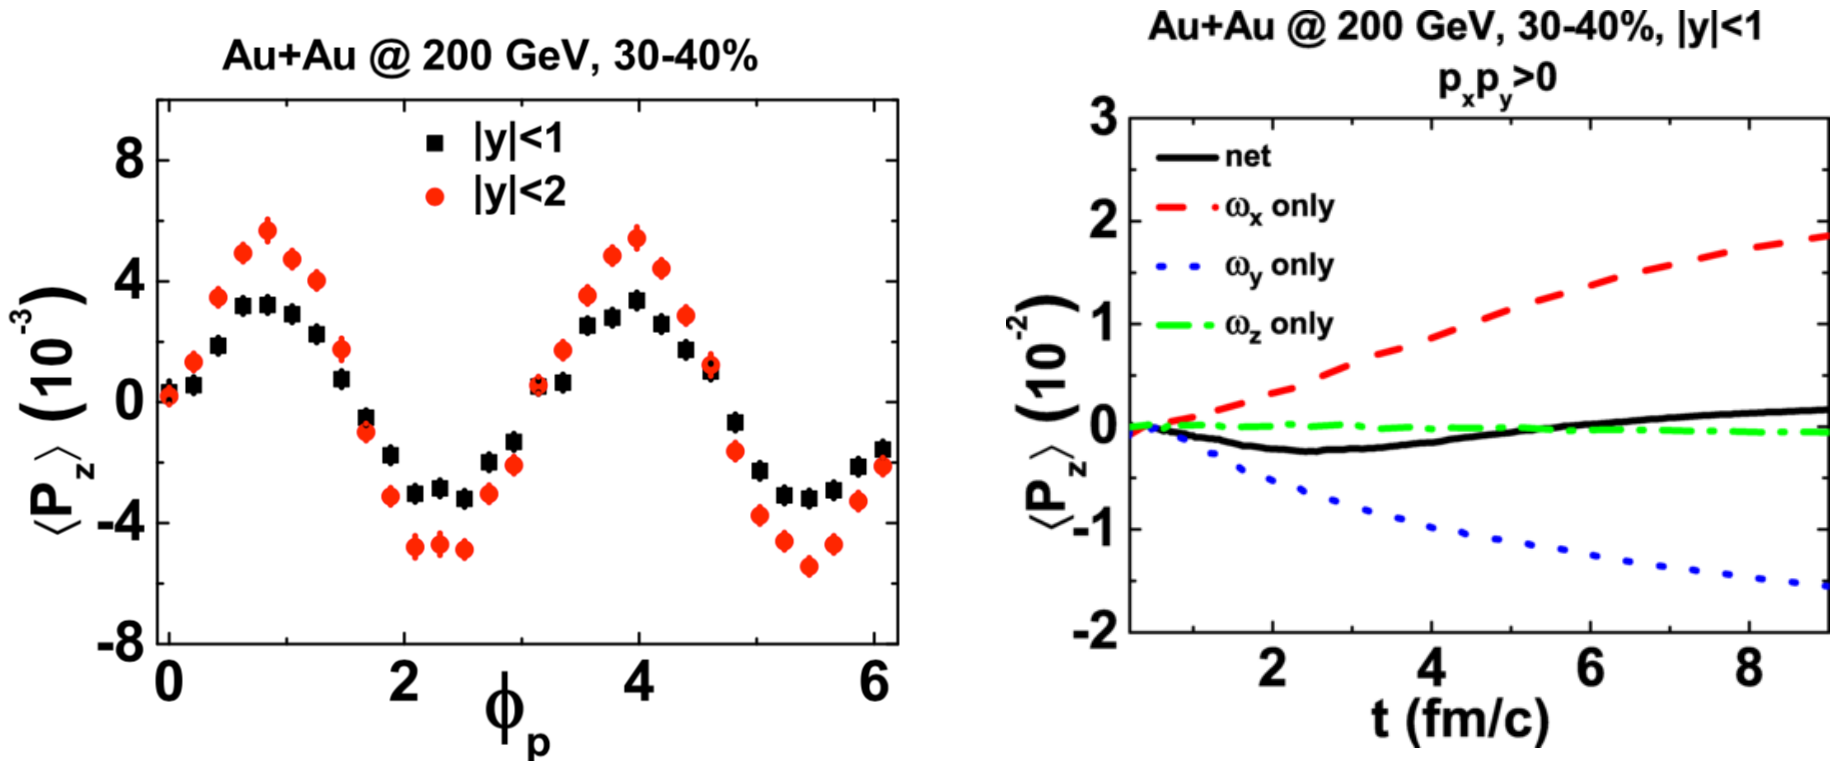 Au+Au @ 200 GeV, 30-40%
|y|<1
|y|<2
8
4
0
-4
-8
0 2 4 6
⟨P_z⟩ (10^-3)
ϕ_p
Au+Au @ 200 GeV, 30-40%, |y|<1
p_xp_y>0
net
ω_x only
ω_y only
ω_z only
3
2
1
0
-1
-2
2 4 6 8
⟨P_z⟩ (10^-2)
t (fm/c)